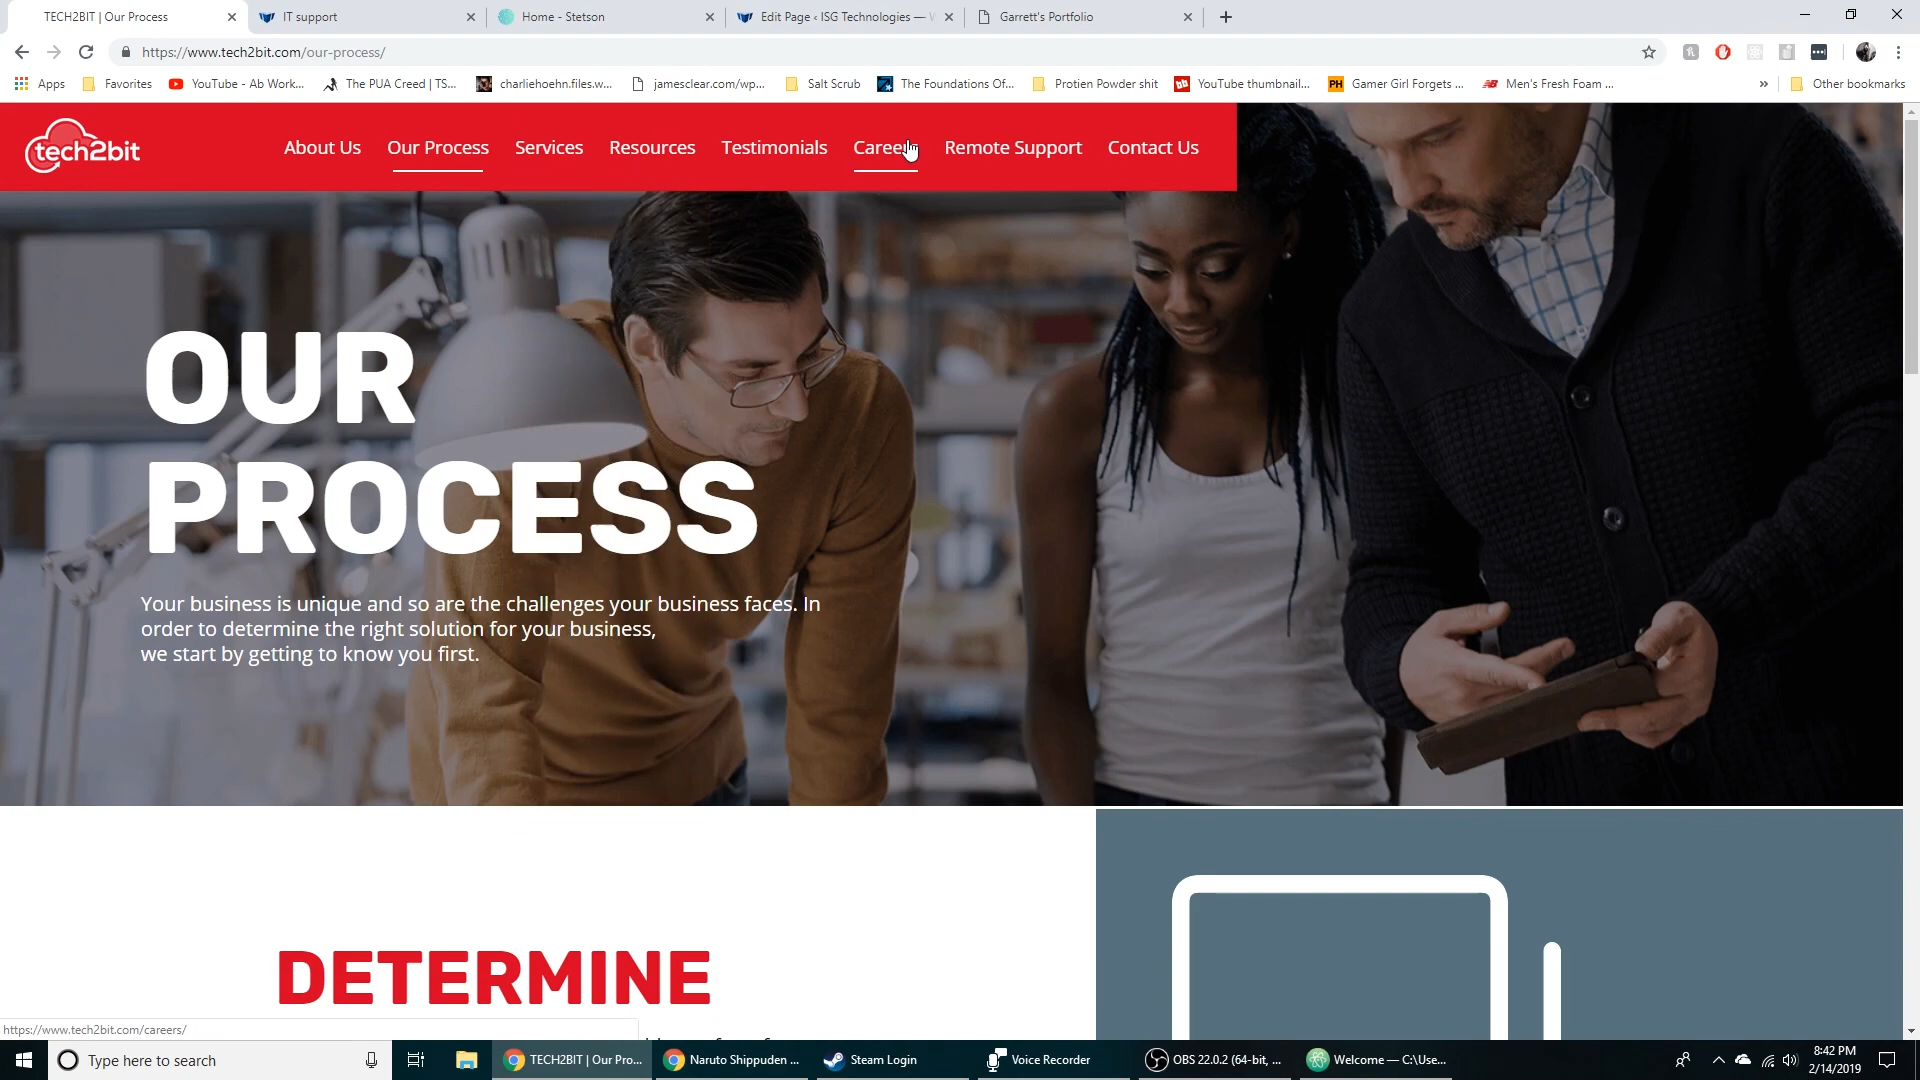 TECH2BIT | Our Process
IT support
Home - Stetson
Edit Page ‹ ISG Technologies —
Garrett's Portfolio
https://www.tech2bit.com/our-process/
Apps
Favorites
YouTube - Ab Work...
The PUA Creed | TS...
charliehoehn.files.w...
jamesclear.com/wp...
Salt Scrub
The Foundations Of...
Protien Powder shit
YouTube thumbnail...
PH
Gamer Girl Forgets ...
Men's Fresh Foam ...
»
Other bookmarks
tech2bit
About Us
Our Process
Services
Resources
Testimonials
Careers
Remote Support
Contact Us
OUR
PROCESS
Your business is unique and so are the challenges your business faces. In
order to determine the right solution for your business,
we start by getting to know you first.
DETERMINE
https://www.tech2bit.com/careers/
Type here to search
TECH2BIT | Our Pro...
Naruto Shippuden ...
Steam Login
Voice Recorder
OBS 22.0.2 (64-bit, ...
Welcome — C:\Use...
8:42 PM
2/14/2019